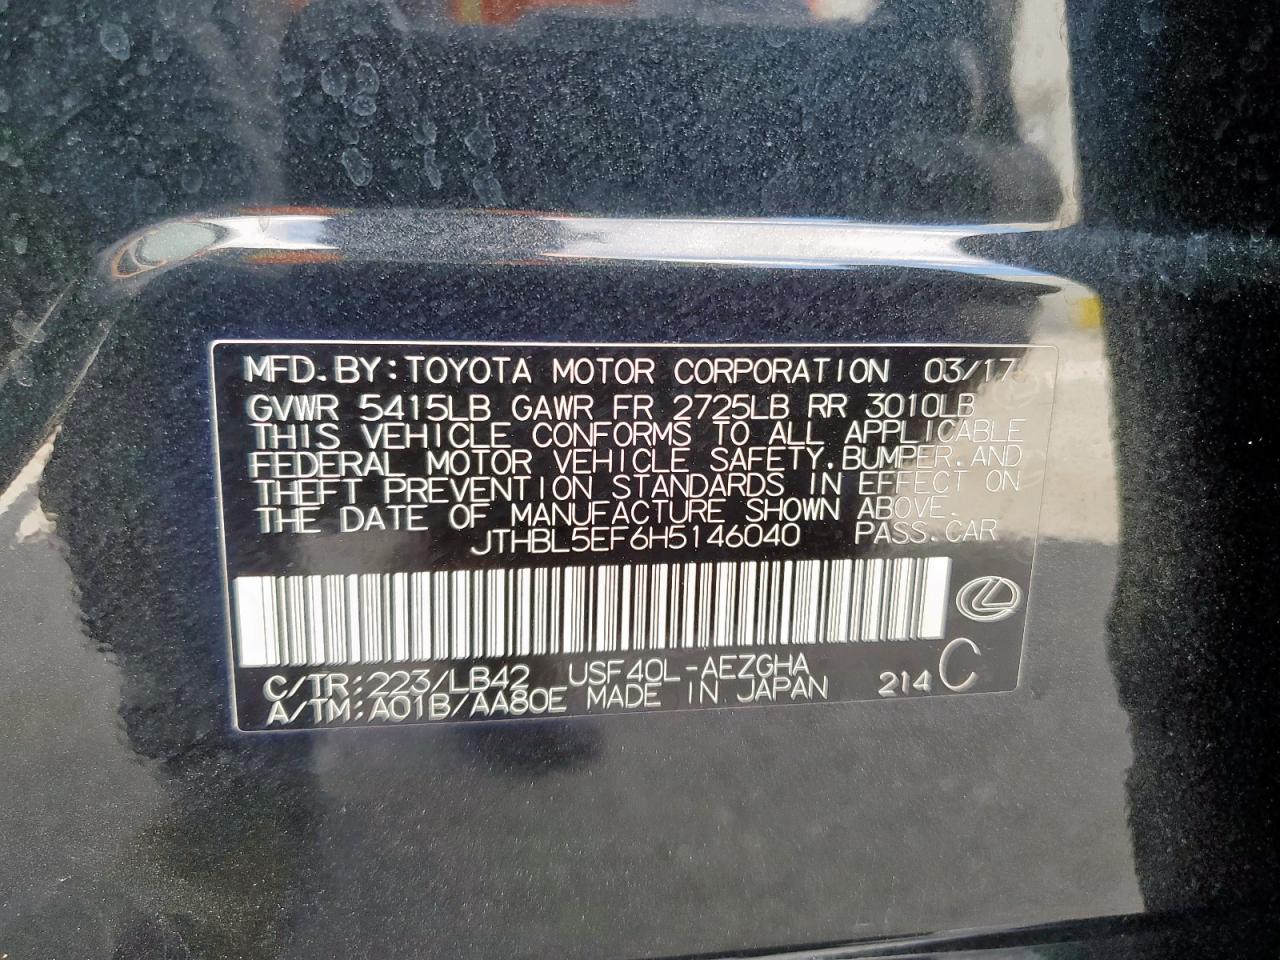 MFD.BY:TOYOTA MOTOR CORPORATION 03/17
GVWR 5415LB GAWR FR 2725LB RR 3010LB
THIS VEHICLE CONFORMS TO ALL APPLICABLE
FEDERAL MOTOR VEHICLE SAFETY.BUMPER.AND
THEFT PREVENTION STANDARDS IN EFFECT ON
THE DATE OF MANUFACTURE SHOWN ABOVE.
JTHBL5EF6H5146040 PASS.CAR
C/TR:223/LB42 USF40L-AEZGHA
A/TM:A01B/AA80E MADE IN JAPAN 214 C